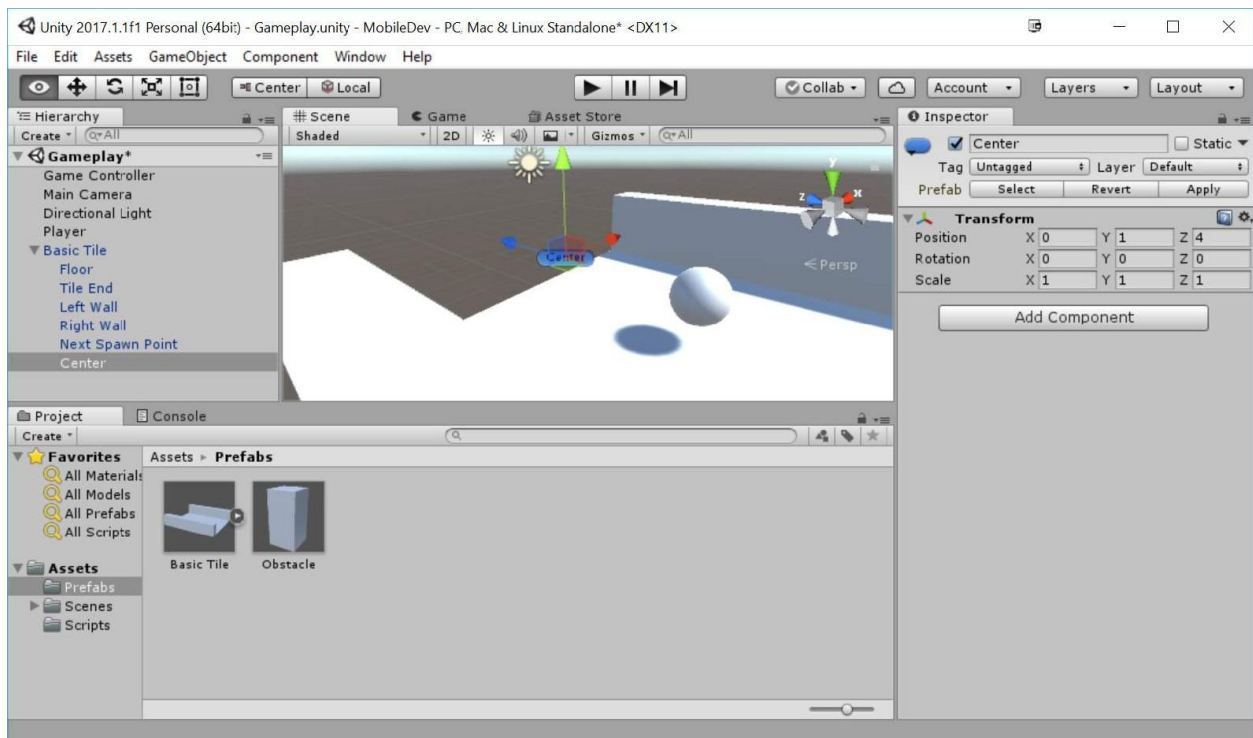 Unity 2017.1.1f1 Personal (64bit) - Gameplay.unity - MobileDev - PC, Mac & Linux Standalone* <DX11>
File Edit Assets GameObject Component Window Help
Center Local Collab Account Layers Layout
Hierarchy
Create All
Gameplay*
Game Controller
Main Camera
Directional Light
Player
Basic Tile
Floor
Tile End
Left Wall
Right Wall
Next Spawn Point
Center
Scene Game Asset Store
Shaded 2D Gizmos All
y
z x
Persp
Center
Inspector
Center Static
Tag Untagged Layer Default
Prefab Select Revert Apply
Transform
Position X 0 Y 1 Z 4
Rotation X 0 Y 0 Z 0
Scale X 1 Y 1 Z 1
Add Component
Project Console
Create
Favorites
All Materials
All Models
All Prefabs
All Scripts
Assets
Prefabs
Scenes
Scripts
Assets Prefabs
Basic Tile Obstacle